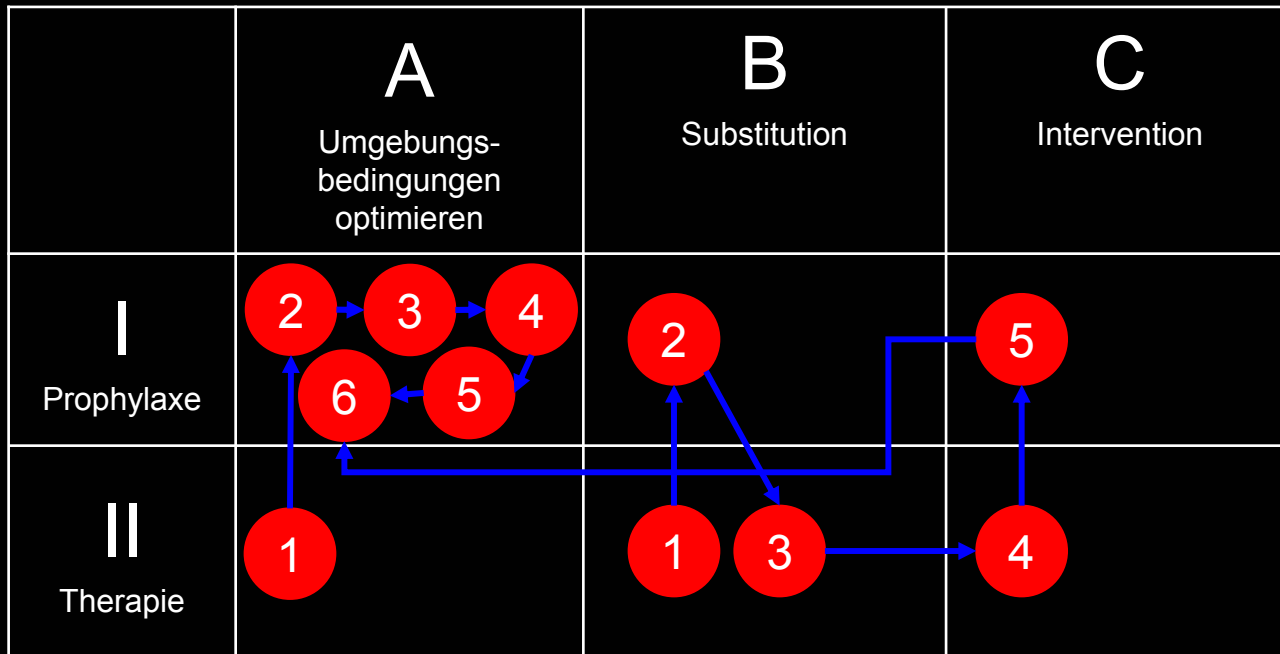 A
Umgebungs-
bedingungen
optimieren
B
Substitution
C
Intervention
I
Prophylaxe
2
3
4
6
5
2
5
II
Therapie
1
1
3
4